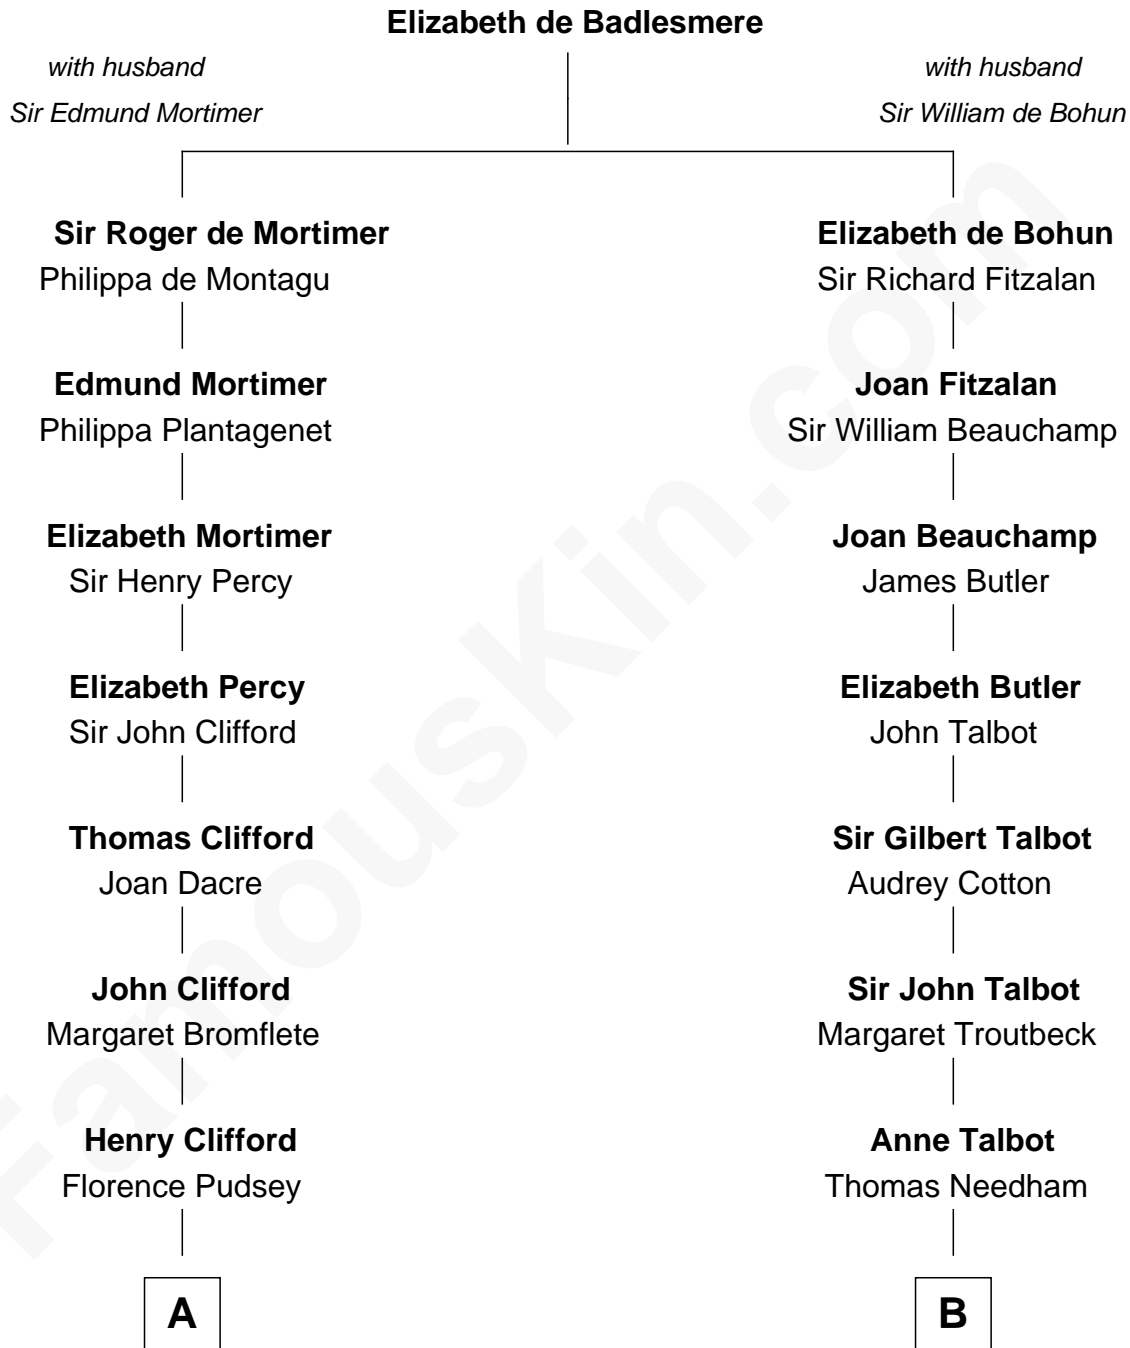 Elizabeth de Badlesmere
with husband
Sir Edmund Mortimer
with husband
Sir William de Bohun
Sir Roger de Mortimer
Philippa de Montagu
Elizabeth de Bohun
Sir Richard Fitzalan
Edmund Mortimer
Philippa Plantagenet
Joan Fitzalan
Sir William Beauchamp
Elizabeth Mortimer
Sir Henry Percy
Joan Beauchamp
James Butler
Elizabeth Percy
Sir John Clifford
Elizabeth Butler
John Talbot
Thomas Clifford
Joan Dacre
Sir Gilbert Talbot
Audrey Cotton
John Clifford
Margaret Bromflete
Sir John Talbot
Margaret Troutbeck
Henry Clifford
Florence Pudsey
Anne Talbot
Thomas Needham
A
B
FamousKin.com